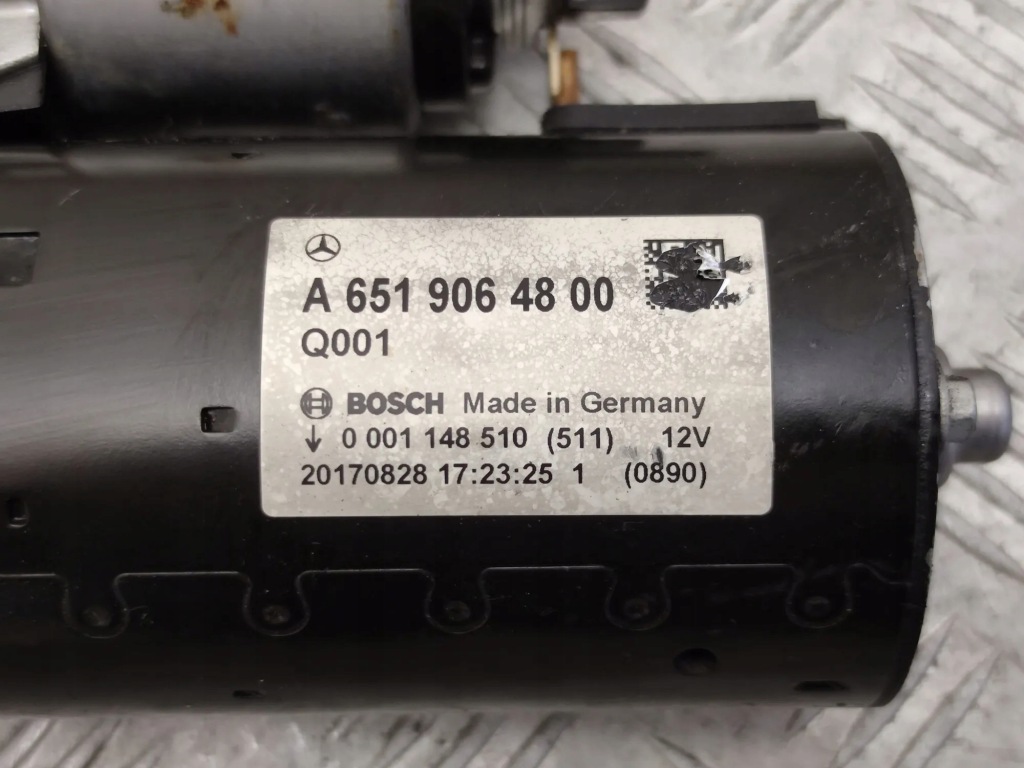 A 651 906 48 00
Q001
BOSCH Made in Germany
↓ 0 001 148 510 (511) 12V
20170828 17:23:25 1 (0890)